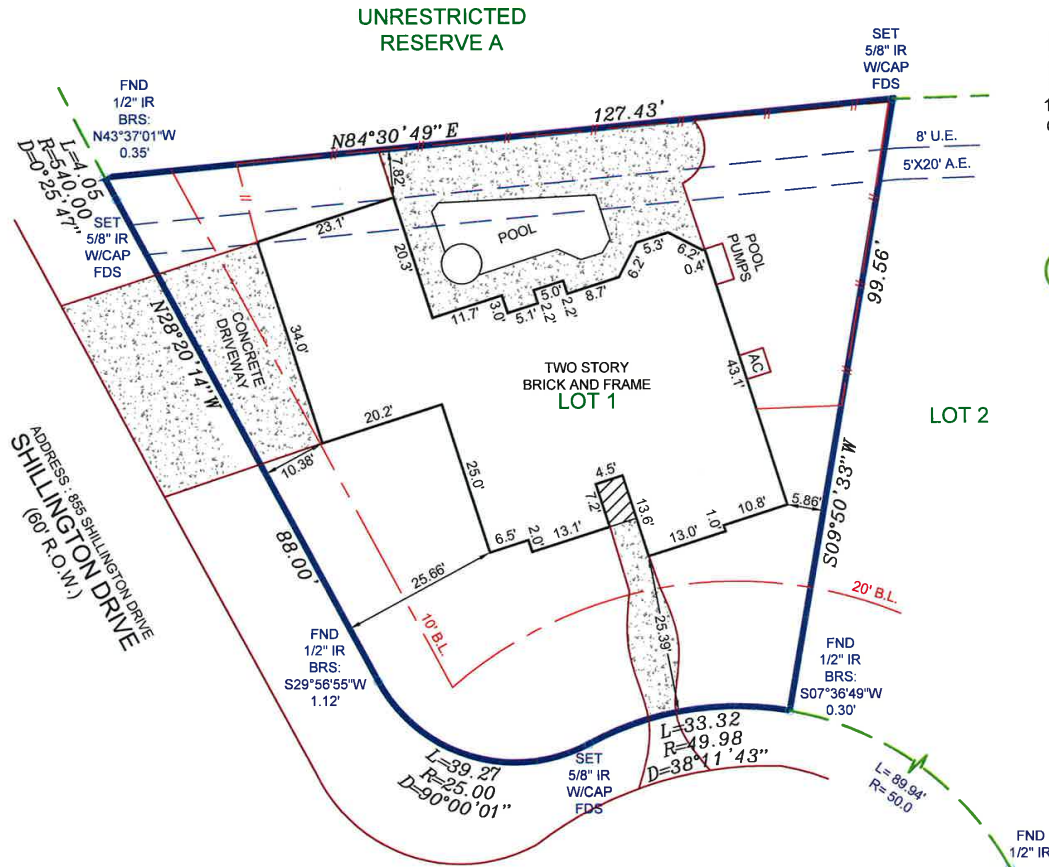 UNRESTRICTED
RESERVE A
SET
5/8" IR
W/CAP
FDS
FND
1/2" IR
BRS:
N43°37'01"W
0.35'
N84°30'49"E
127.43'
8' U.E.
5'X20' A.E.
L=4.05
R=540.00
D=0°25'47"
SET
5/8" IR
W/CAP
FDS
7.82'
23.1'
20.3'
POOL
POOL
PUMPS
5.3'
6.2'
6.2'
0.4'
11.7'
3.0'
5.1'
5.0'
2.2'
2.2'
8.7'
99.56'
N28°20'14"W
CONCRETE
DRIVEWAY
34.0'
TWO STORY
BRICK AND FRAME
LOT 1
AC
43.1'
LOT 2
20.2'
10.38'
25.0'
ADDRESS : 855 SHILLINGTON DRIVE
SHILLINGTON DRIVE
(60' R.O.W.)
4.5'
7.2'
13.6'
6.5'
2.0'
13.1'
13.0'
1.0'
10.8'
5.86'
S09°50'33"W
88.00'
25.66'
10' B.L.
20' B.L.
25.39'
FND
1/2" IR
BRS:
S29°56'55"W
1.12'
FND
1/2" IR
BRS:
S07°36'49"W
0.30'
L=39.27
R=25.00
D=90°00'01"
SET
5/8" IR
W/CAP
FDS
L=33.32
R=49.98
D=38°11'43"
L= 89.94'
R= 50.0
FND
1/2" IR